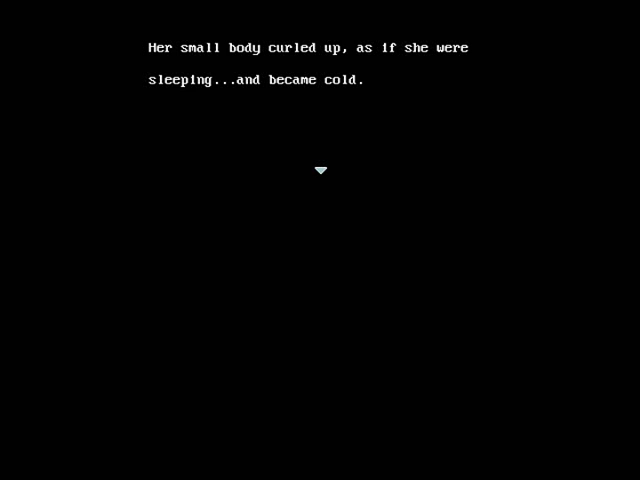 Her small body curled up, as if she were
sleeping...and became cold.